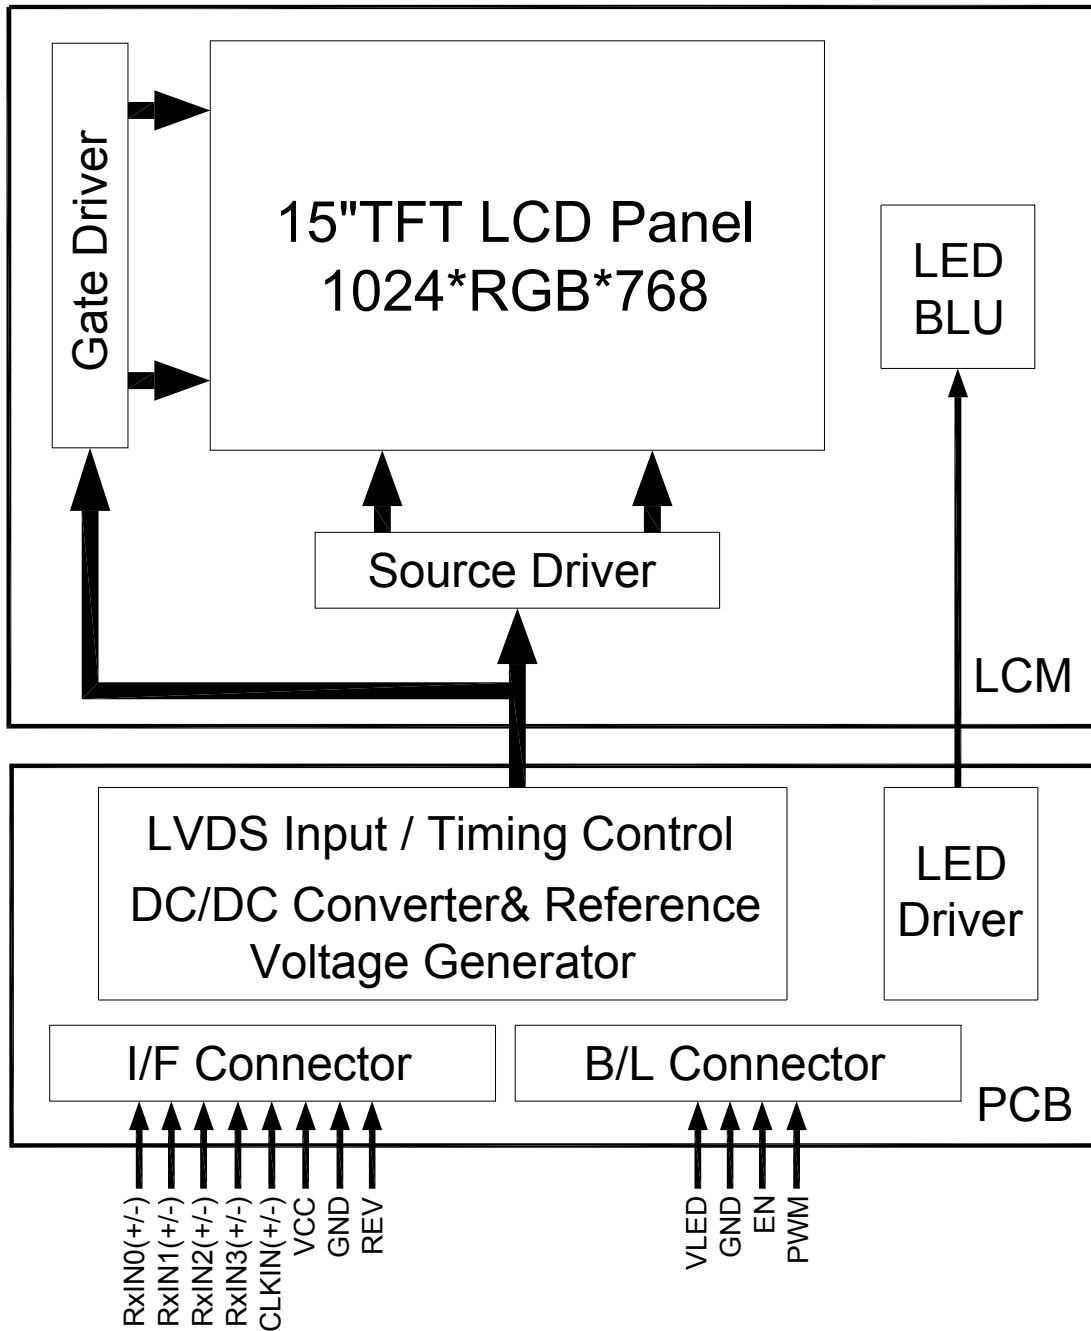 Gate Driver
15"TFT LCD Panel
1024*RGB*768
LED
BLU
Source Driver
LCM
LVDS Input / Timing Control
DC/DC Converter& Reference
Voltage Generator
LED
Driver
I/F Connector
B/L Connector
PCB
RxIN0(+/-)
RxIN1(+/-)
RxIN2(+/-)
RxIN3(+/-)
CLKIN(+/-)
VCC
GND
REV
VLED
GND
EN
PWM